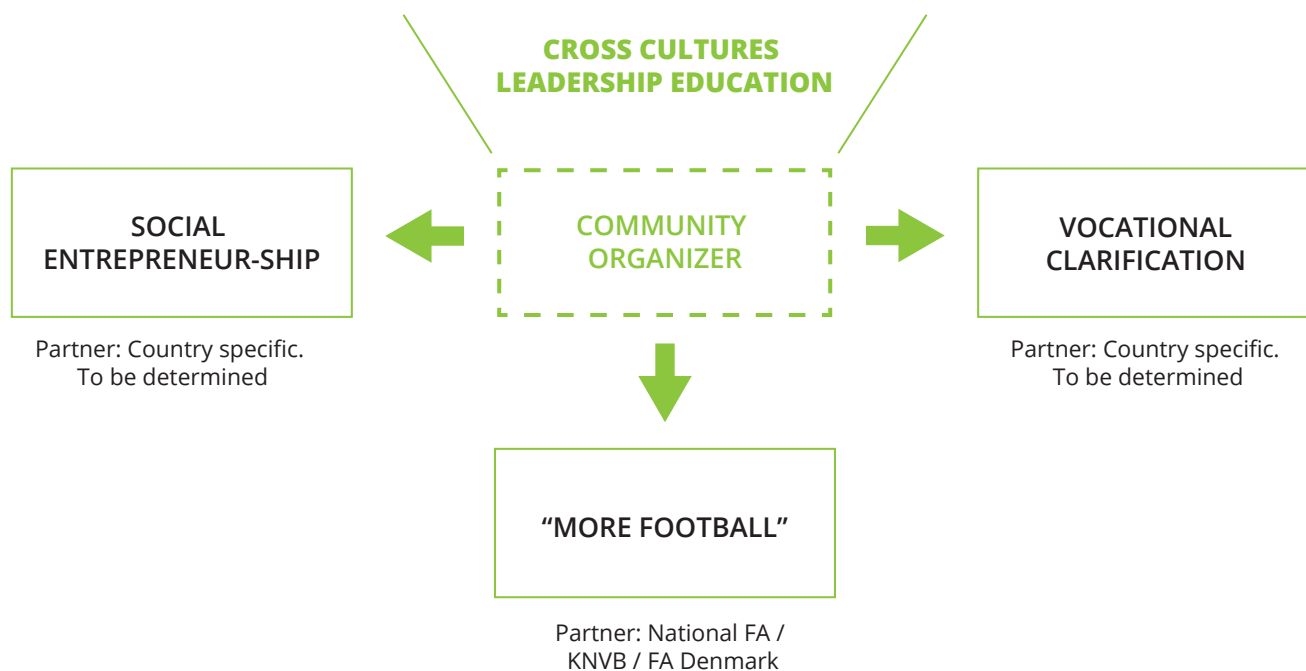 CROSS CULTURES
LEADERSHIP EDUCATION
SOCIAL
ENTREPRENEUR-SHIP
Partner: Country specific.
To be determined
COMMUNITY
ORGANIZER
VOCATIONAL
CLARIFICATION
Partner: Country specific.
To be determined
“MORE FOOTBALL”
Partner: National FA /
KNVB / FA Denmark